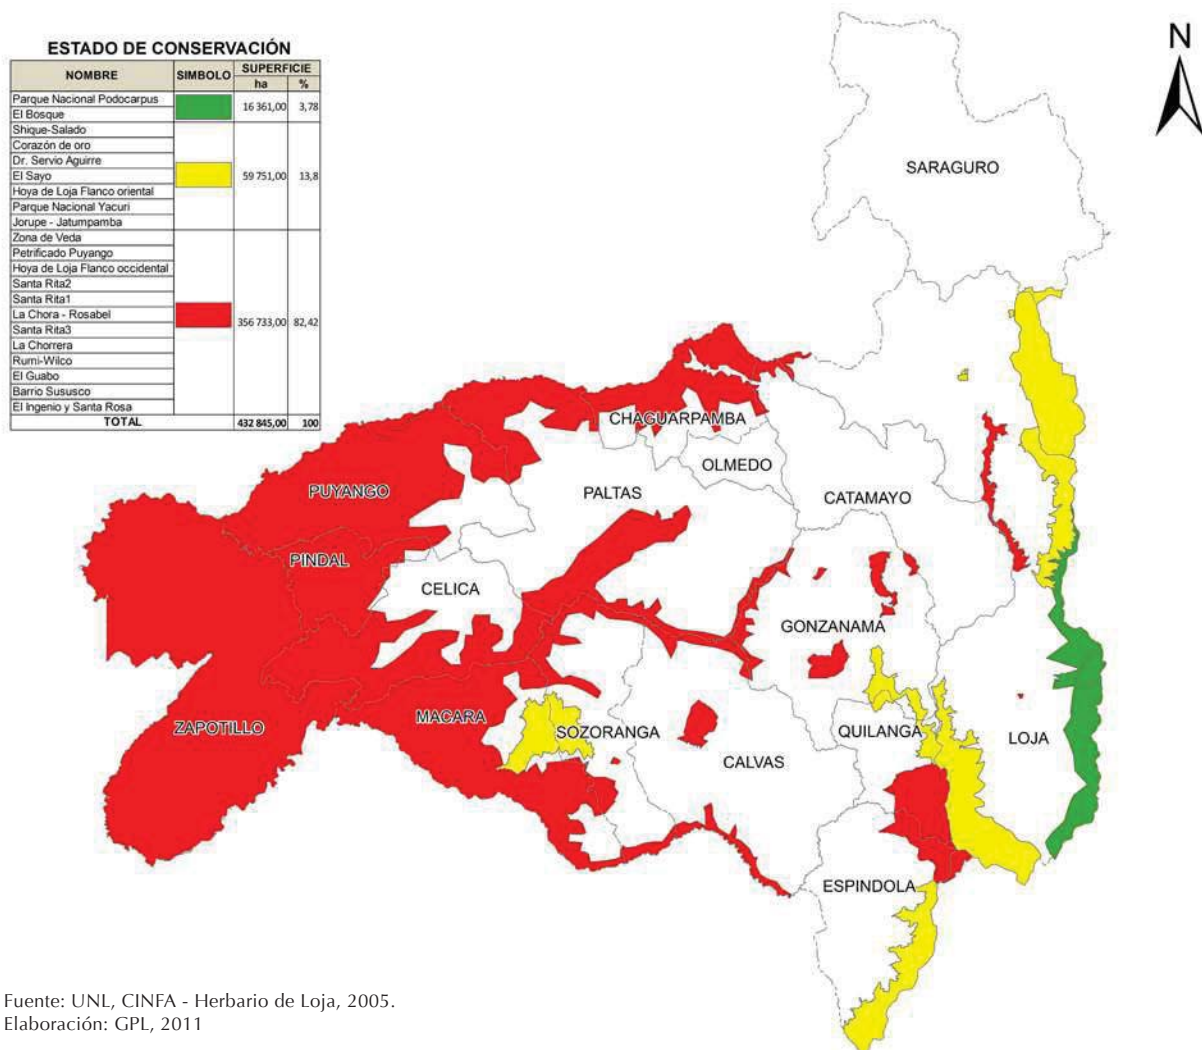 ESTADO DE CONSERVACIÓN
NOMBRE SIMBOLO SUPERFICIE
ha %
Parque Nacional Podocarpus
El Bosque
16 361,00 3,78
Shique-Salado
Corazón de oro
Dr. Servio Aguirre
El Sayo
59 751,00 13,8
Hoya de Loja Flanco oriental
Parque Nacional Yacuri
Jorupe - Jatumpamba
Zona de Veda
Petrificado Puyango
Hoya de Loja Flanco occidental
Santa Rita2
Santa Rita1
La Chora - Rosabel
356 733,00 82,42
Santa Rita3
La Chorrera
Rumi-Wilco
El Guabo
Barrio Sususco
El Ingenio y Santa Rosa
TOTAL 432 845,00 100
N
SARAGURO
CHAGUARPAMBA
OLMEDO
PUYANGO
PALTAS
CATAMAYO
PINDAL
CELICA
GONZANAMA
ZAPOTILLO
MACARA
SOZORANGA
QUILANGA
LOJA
CALVAS
ESPINDOLA
Fuente: UNL, CINFA - Herbario de Loja, 2005.
Elaboración: GPL, 2011